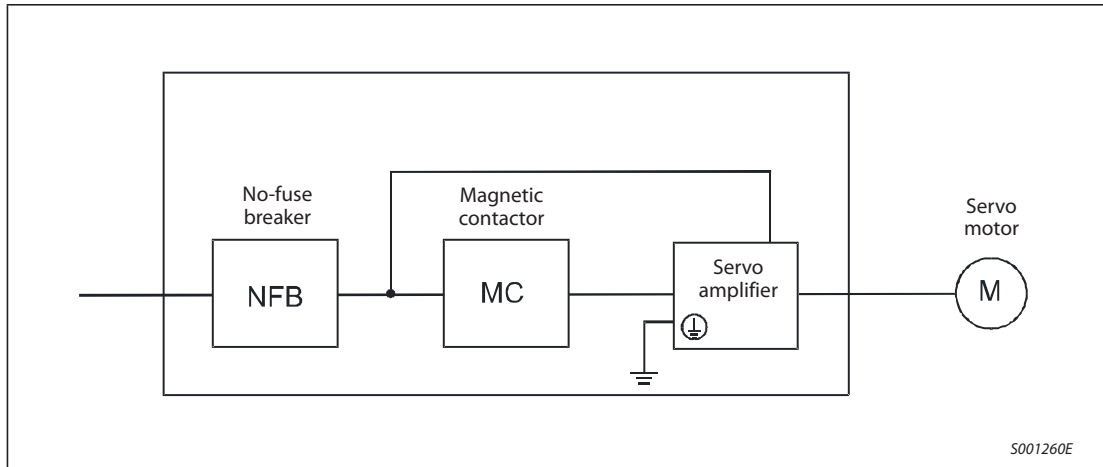 No-fuse
breaker
Magnetic
contactor
Servo
motor
NFB
MC
Servo
amplifier
M
S001260E